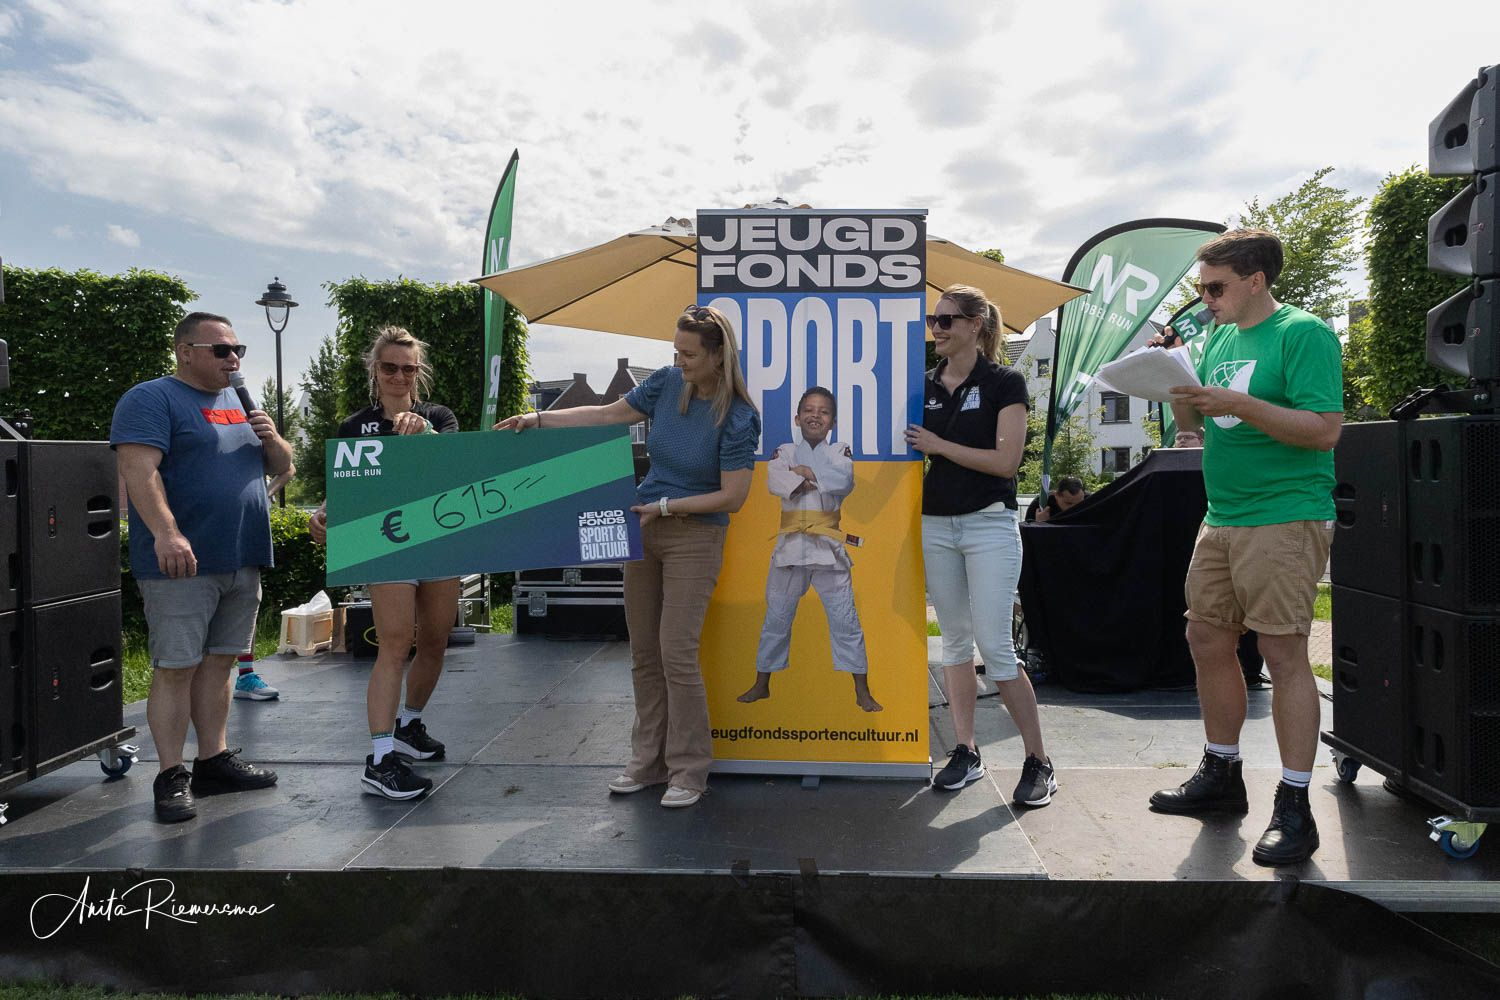 JEUGD
FONDS
SPORT
jeugdfondssportencultuur.nl
NR
NOBEL RUN
€ 615,--
JEUGD
FONDS
SPORT &
CULTUUR
NR
NR
NOBEL RUN
NR
Anita Riemersma